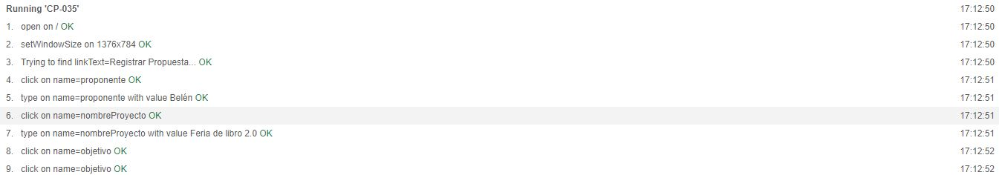 Running 'CP-035' 17:12:50
1. open on / OK 17:12:50
2. setWindowSize on 1376x784 OK 17:12:50
3. Trying to find linkText=Registrar Propuesta... OK 17:12:50
4. click on name=proponente OK 17:12:51
5. type on name=proponente with value Belén OK 17:12:51
6. click on name=nombreProyecto OK 17:12:51
7. type on name=nombreProyecto with value Feria de libro 2.0 OK 17:12:51
8. click on name=objetivo OK 17:12:52
9. click on name=objetivo OK 17:12:52